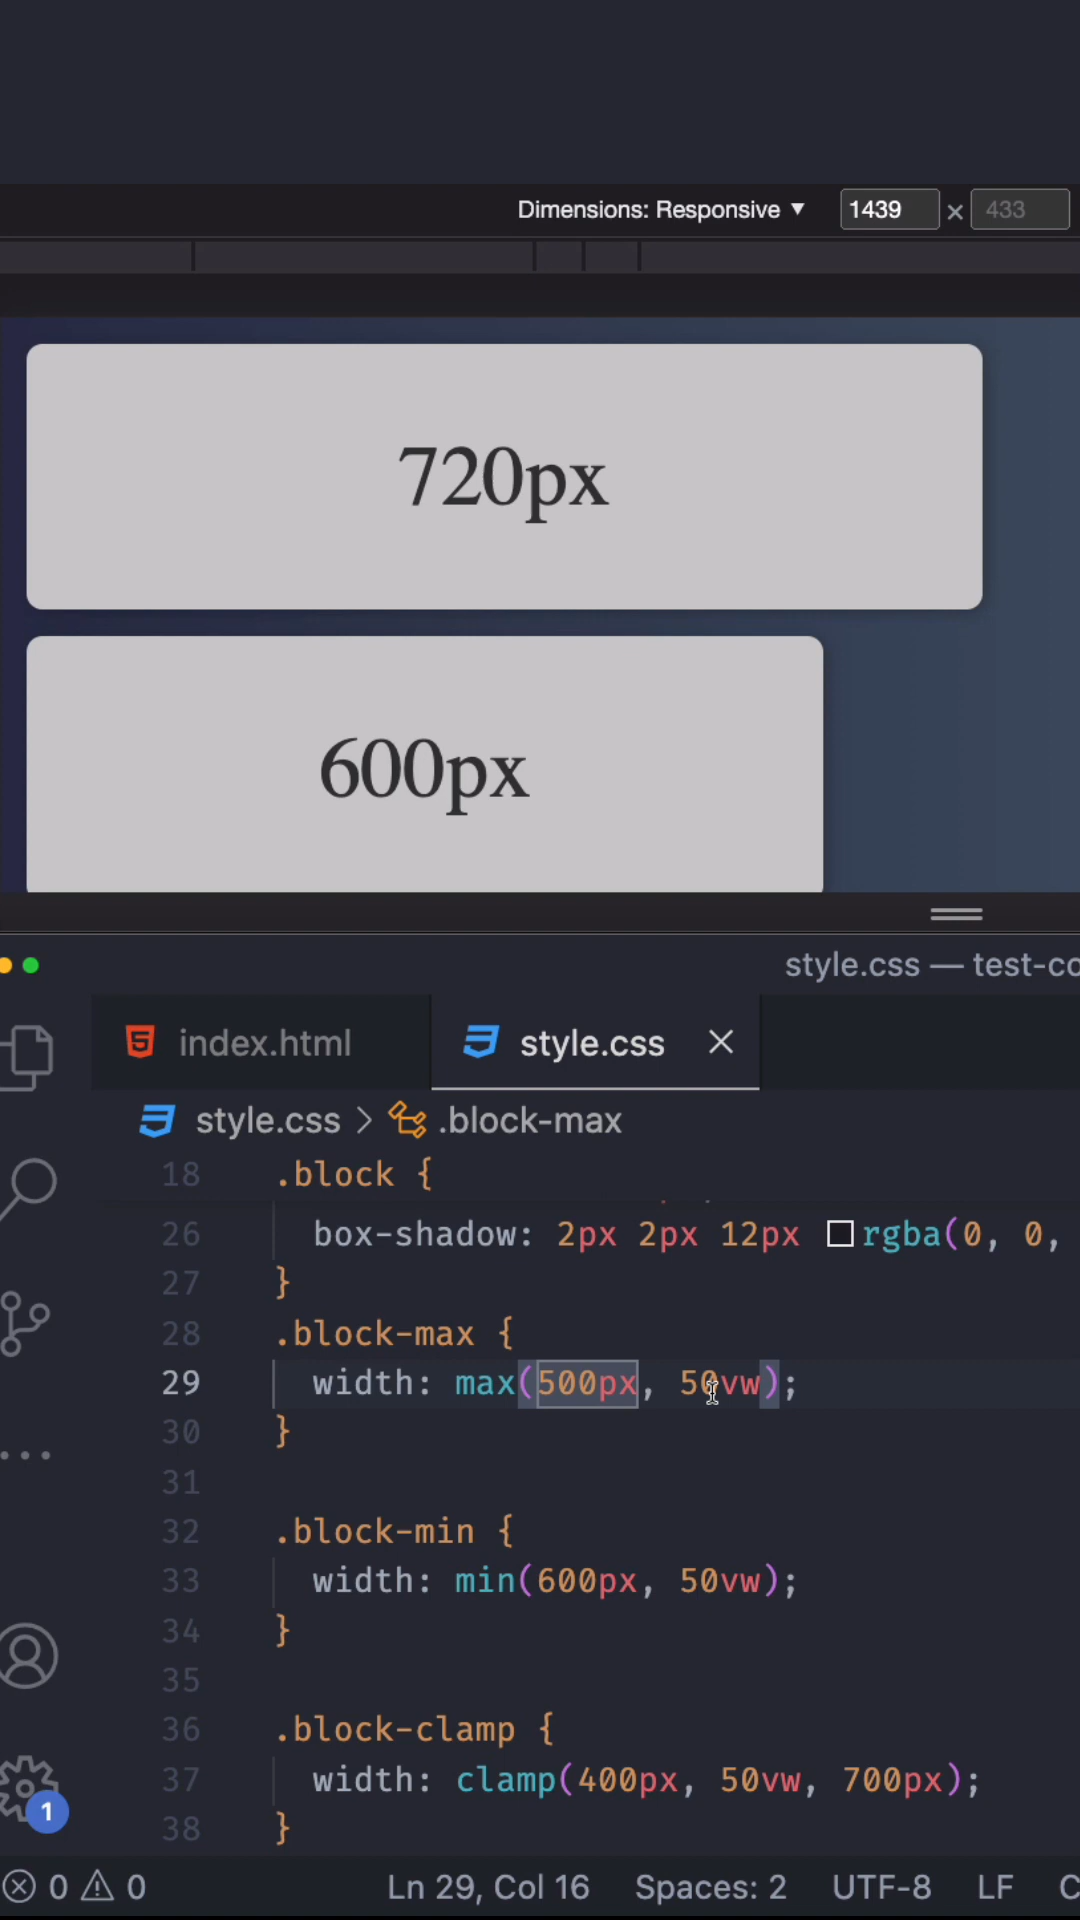 Dimensions: Responsive ▼ 1439 × 433
720px
600px
style.css — test-co
index.html style.css ×
style.css > .block-max
18 .block {
26 box-shadow: 2px 2px 12px rgba(0, 0,
27 }
28 .block-max {
29 width: max(500px, 50vw);
30 }
31
32 .block-min {
33 width: min(600px, 50vw);
34 }
35
36 .block-clamp {
37 width: clamp(400px, 50vw, 700px);
38 }
1
0 0 Ln 29, Col 16 Spaces: 2 UTF-8 LF C